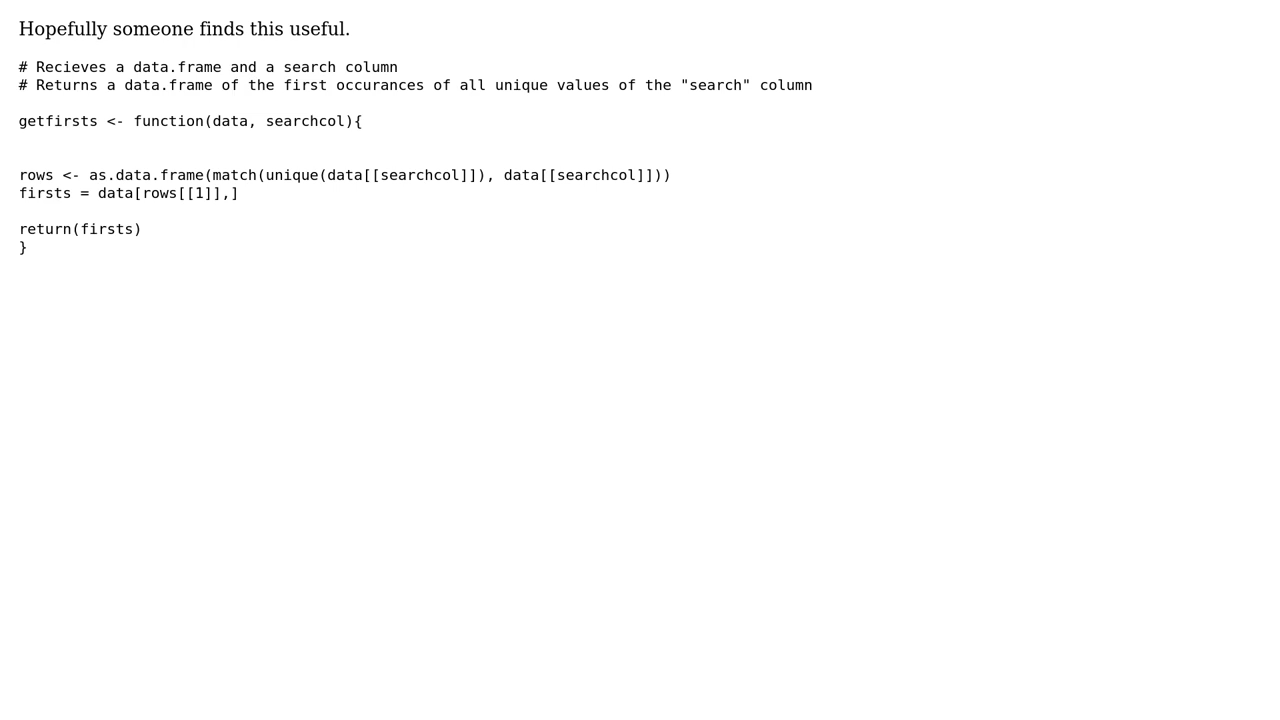 Hopefully someone finds this useful.
# Recieves a data.frame and a search column
# Returns a data.frame of the first occurances of all unique values of the "search" column
getfirsts <- function(data, searchcol){
rows <- as.data.frame(match(unique(data[[searchcol]]), data[[searchcol]]))
firsts = data[rows[[1]],]
return(firsts)
}